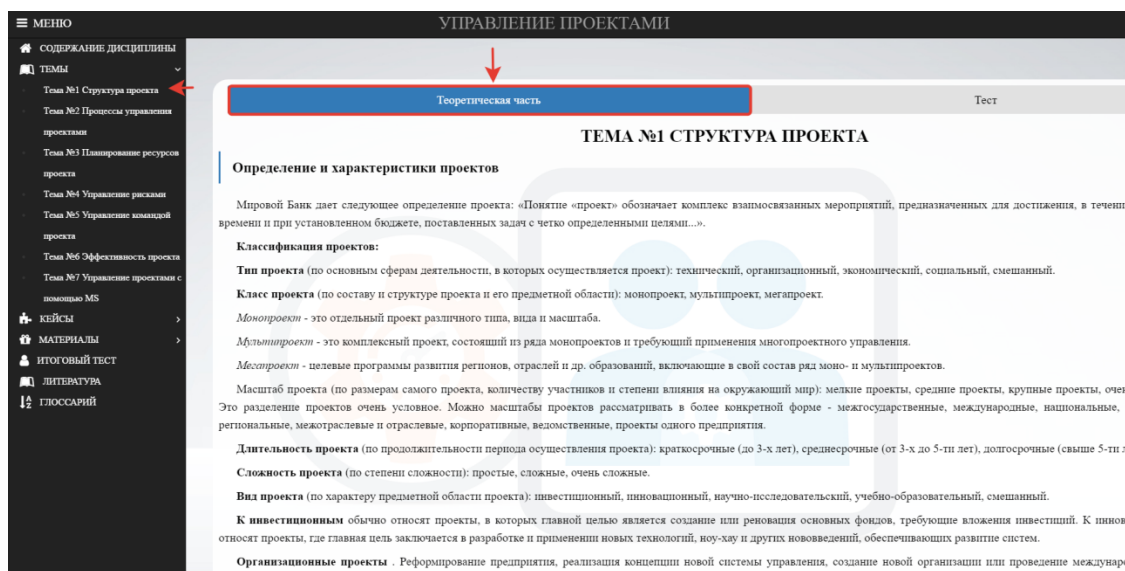 МЕНЮ
УПРАВЛЕНИЕ ПРОЕКТАМИ
СОДЕРЖАНИЕ ДИСЦИПЛИНЫ
ТЕМЫ
Тема №1 Структура проекта
Тема №2 Процессы управления
проектами
Тема №3 Планирование ресурсов
проекта
Тема №4 Управление рисками
Тема №5 Управление командой
проекта
Тема №6 Эффективность проекта
Тема №7 Управление проектами с
помощью MS
КЕЙСЫ
МАТЕРИАЛЫ
ИТОГОВЫЙ ТЕСТ
ЛИТЕРАТУРА
ГЛОССАРИЙ
Теоретическая часть
Тест
ТЕМА №1 СТРУКТУРА ПРОЕКТА
Определение и характеристики проектов
Мировой Банк дает следующее определение проекта: «Понятие «проект» обозначает комплекс взаимосвязанных мероприятий, предназначенных для достижения, в течени
времени и при установленном бюджете, поставленных задач с четко определенными целями...».
Классификация проектов:
Тип проекта (по основным сферам деятельности, в которых осуществляется проект): технический, организационный, экономический, социальный, смешанный.
Класс проекта (по составу и структуре проекта и его предметной области): монопроект, мультипроект, мегапроект.
Монопроект - это отдельный проект различного типа, вида и масштаба.
Мультипроект - это комплексный проект, состоящий из ряда монопроектов и требующий применения многопроектного управления.
Мегапроект - целевые программы развития регионов, отраслей и др. образований, включающие в свой состав ряд моно- и мультипроектов.
Масштаб проекта (по размерам самого проекта, количеству участников и степени влияния на окружающий мир): мелкие проекты, средние проекты, крупные проекты, очен
Это разделение проектов очень условное. Можно масштабы проектов рассматривать в более конкретной форме - межгосударственные, международные, национальные,
региональные, межотраслевые и отраслевые, корпоративные, ведомственные, проекты одного предприятия.
Длительность проекта (по продолжительности периода осуществления проекта): краткосрочные (до 3-х лет), среднесрочные (от 3-х до 5-ти лет), долгосрочные (свыше 5-ти л
Сложность проекта (по степени сложности): простые, сложные, очень сложные.
Вид проекта (по характеру предметной области проекта): инвестиционный, инновационный, научно-исследовательский, учебно-образовательный, смешанный.
К инвестиционным обычно относят проекты, в которых главной целью является создание или реновация основных фондов, требующие вложения инвестиций. К иннов
относят проекты, где главная цель заключается в разработке и применении новых технологий, ноу-хау и других нововведений, обеспечивающих развитие систем.
Организационные проекты . Реформирование предприятия, реализация концепции новой системы управления, создание новой организации или проведение междунаро